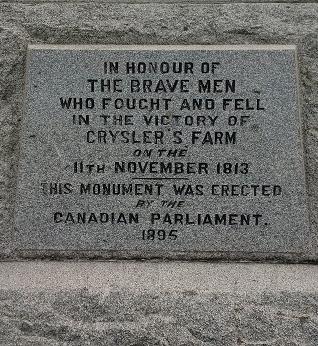 IN HONOUR OF
THE BRAVE MEN
WHO FOUGHT AND FELL
IN THE VICTORY OF
CRYSLER'S FARM
ON THE
11TH NOVEMBER 1813.
THIS MONUMENT WAS ERECTED
BY THE
CANADIAN PARLIAMENT.
1895